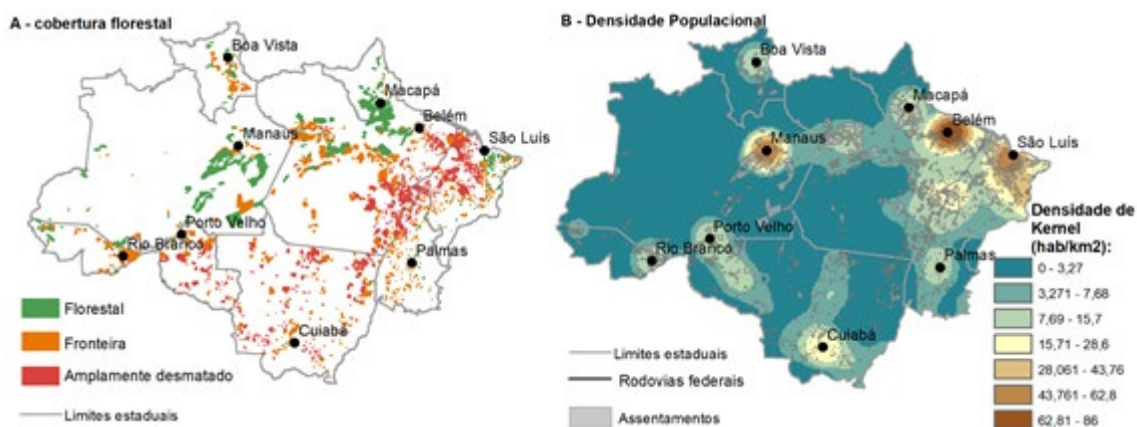 A - cobertura florestal
Boa Vista
Macapá
Belém
Manaus
São Luís
Porto Velho
Rio Branco
Palmas
Cuiabá
Florestal
Fronteira
Amplamente desmatado
Limites estaduais
B - Densidade Populacional
Boa Vista
Macapá
Belém
Manaus
São Luís
Porto Velho
Rio Branco
Palmas
Cuiabá
Limites estaduais
Rodovias federais
Assentamentos
Densidade de
Kernel
(hab/km2):
0 - 3,27
3,271 - 7,68
7,69 - 15,7
15,71 - 28,6
28,061 - 43,76
43,761 - 62,8
62,81 - 86